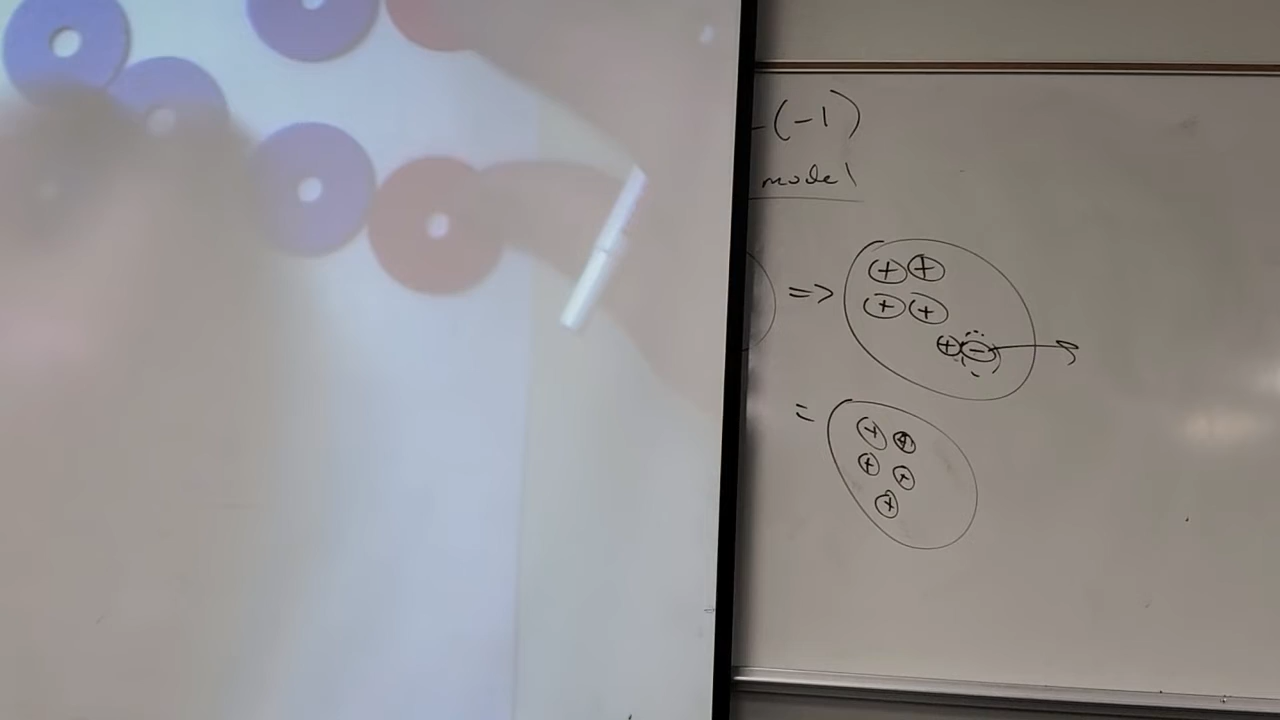 -(-1)
model
=> + +
+ +
+ -
= + +
+ +
+